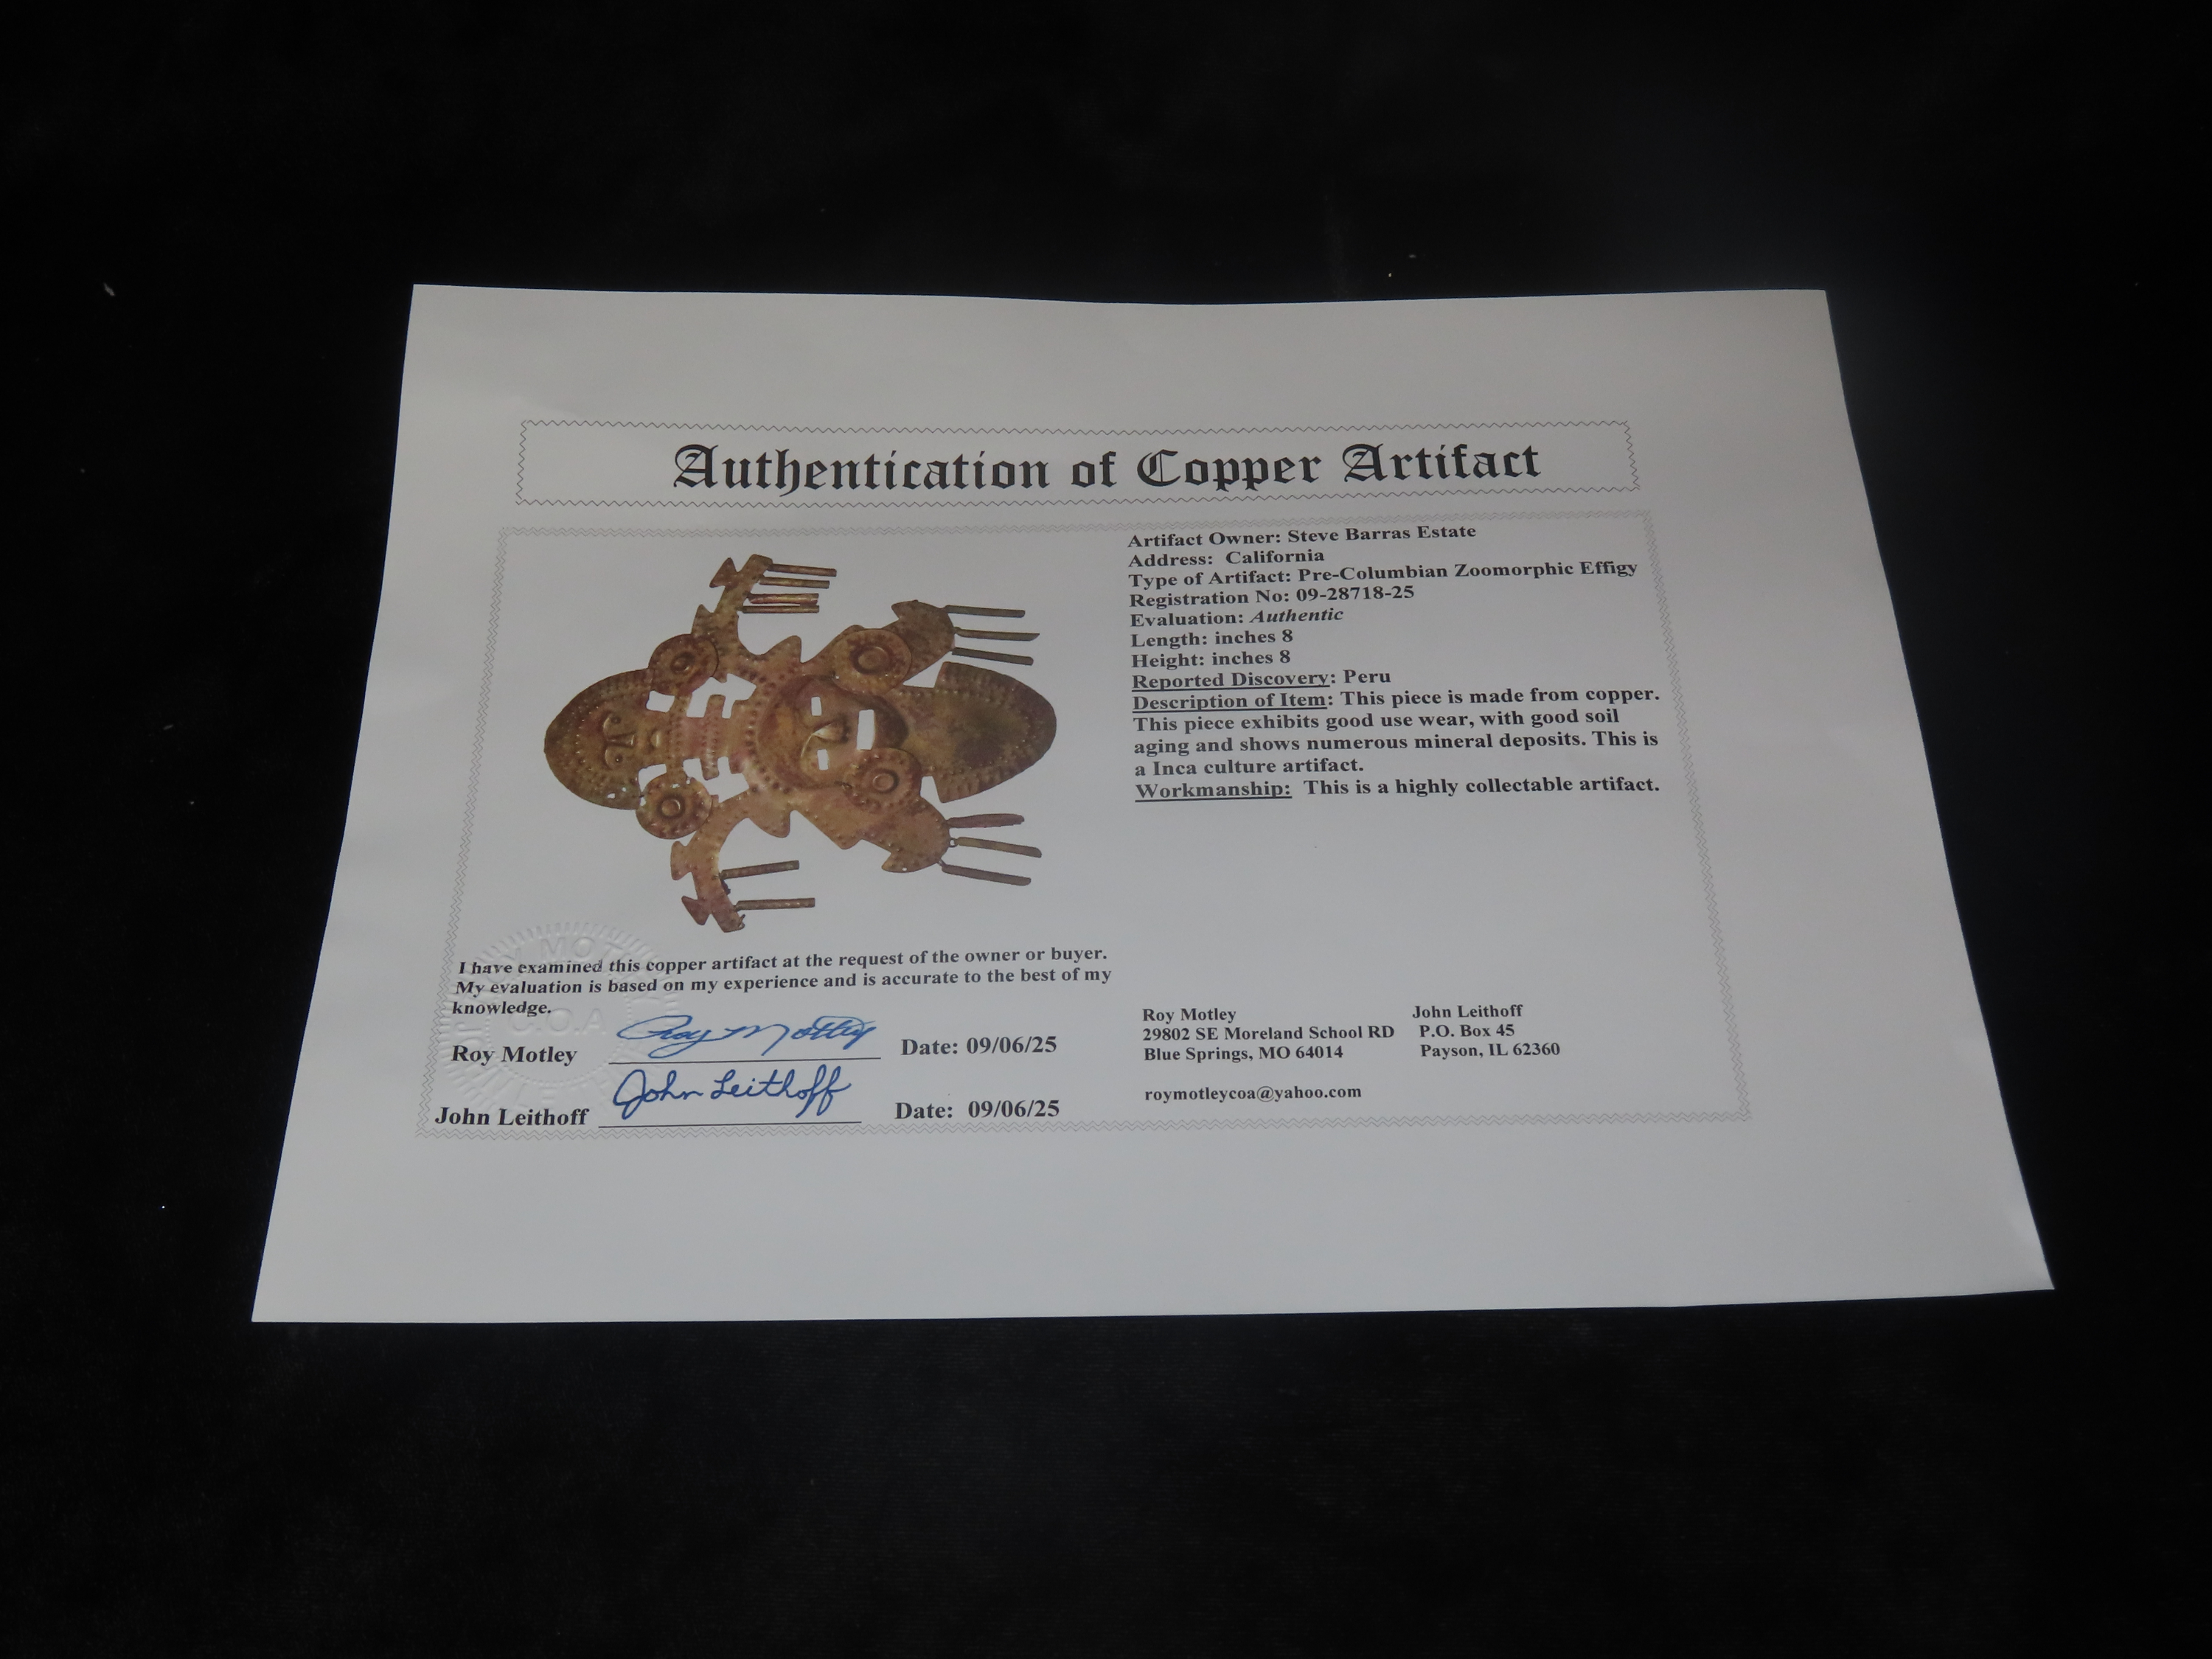 Authentication of Copper Artifact
Artifact Owner: Steve Barras Estate
Address: California
Type of Artifact: Pre-Columbian Zoomorphic Effigy
Registration No: 09-28718-25
Evaluation: Authentic
Length: inches 8
Height: inches 8
Reported Discovery: Peru
Description of Item: This piece is made from copper.
This piece exhibits good use wear, with good soil
aging and shows numerous mineral deposits. This is
a Inca culture artifact.
Workmanship: This is a highly collectable artifact.
I have examined this copper artifact at the request of the owner or buyer.
My evaluation is based on my experience and is accurate to the best of my
knowledge.
C.O.A
Roy Motley Roy Motley Date: 09/06/25
John Leithoff John Leithoff Date: 09/06/25
Roy Motley
29802 SE Moreland School RD
Blue Springs, MO 64014
roymotleycoa@yahoo.com
John Leithoff
P.O. Box 45
Payson, IL 62360